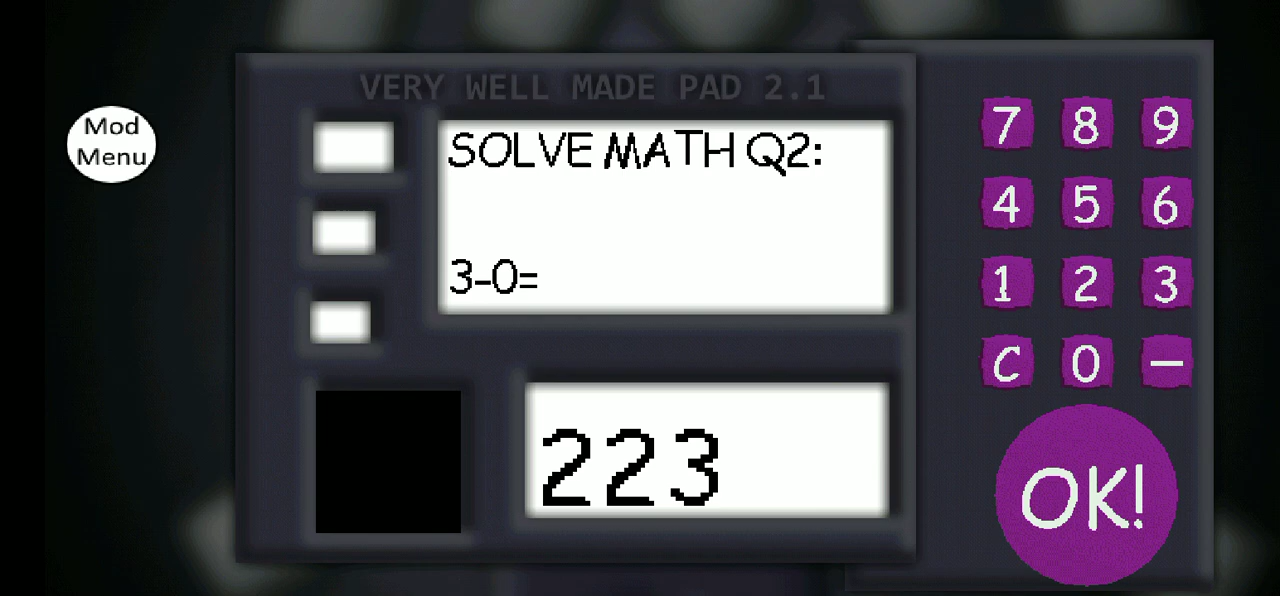 VERY WELL MADE PAD 2.1
Mod
Menu
SOLVE MATH Q2:
3-0=
223
7 8 9
4 5 6
1 2 3
C 0 —
OK!